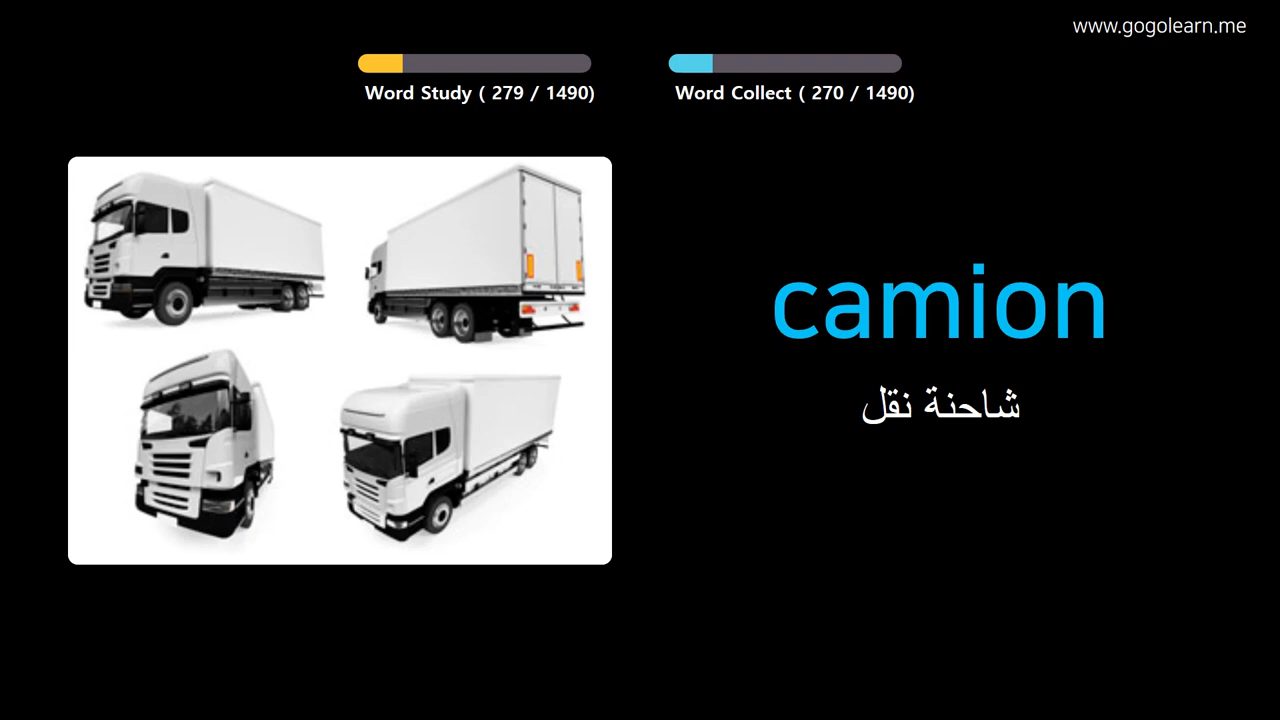 www.gogolearn.me
Word Study ( 279 / 1490)
Word Collect ( 270 / 1490)
camion
شاحنة نقل